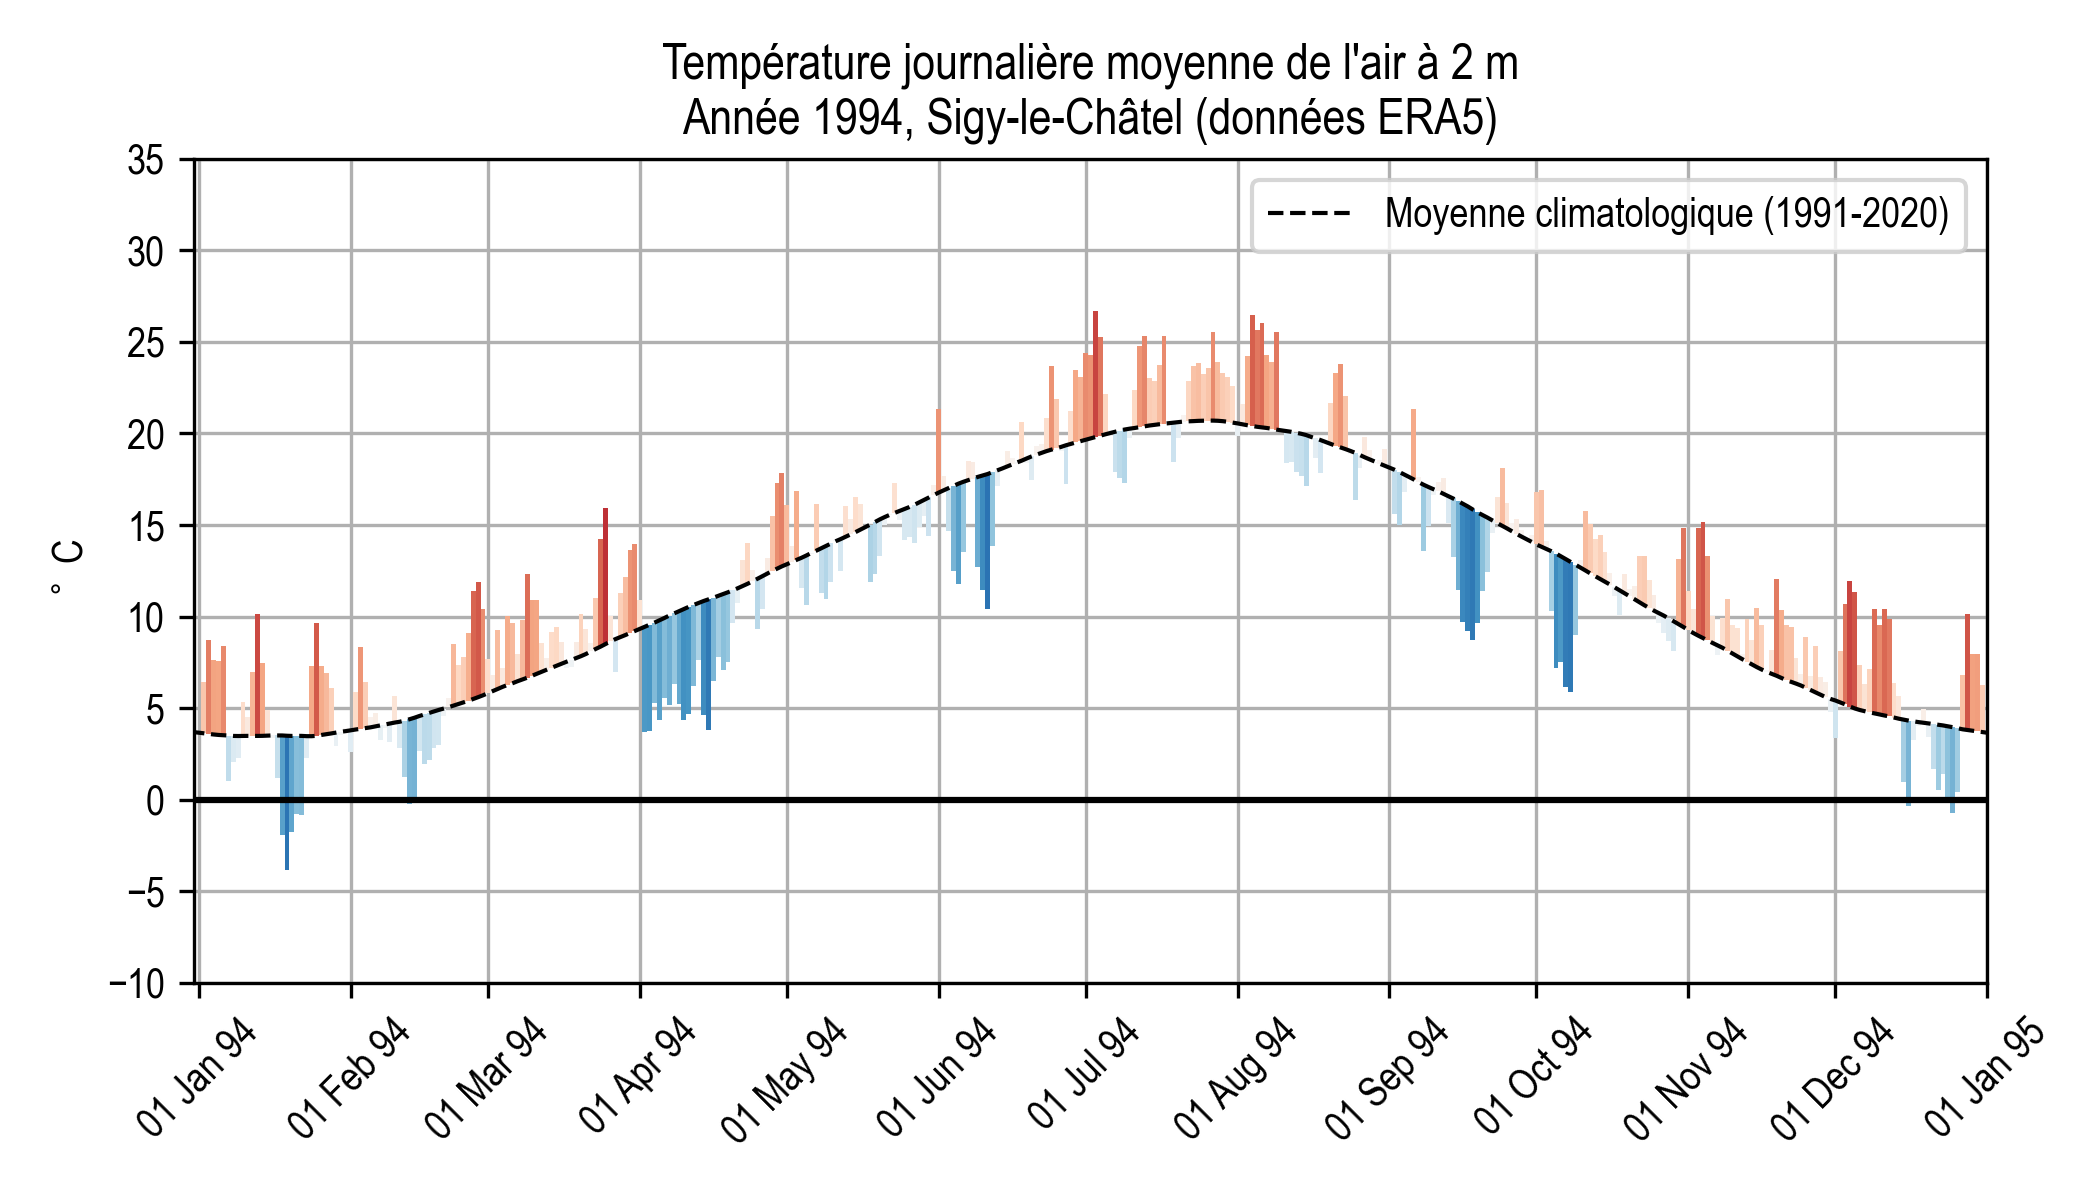 Température journalière moyenne de l'air à 2 m
Année 1994, Sigy-le-Châtel (données ERA5)
Moyenne climatologique (1991-2020)
35
30
25
20
15
10
5
0
−5
−10
° C
01 Jan 94
01 Feb 94
01 Mar 94
01 Apr 94
01 May 94
01 Jun 94
01 Jul 94
01 Aug 94
01 Sep 94
01 Oct 94
01 Nov 94
01 Dec 94
01 Jan 95